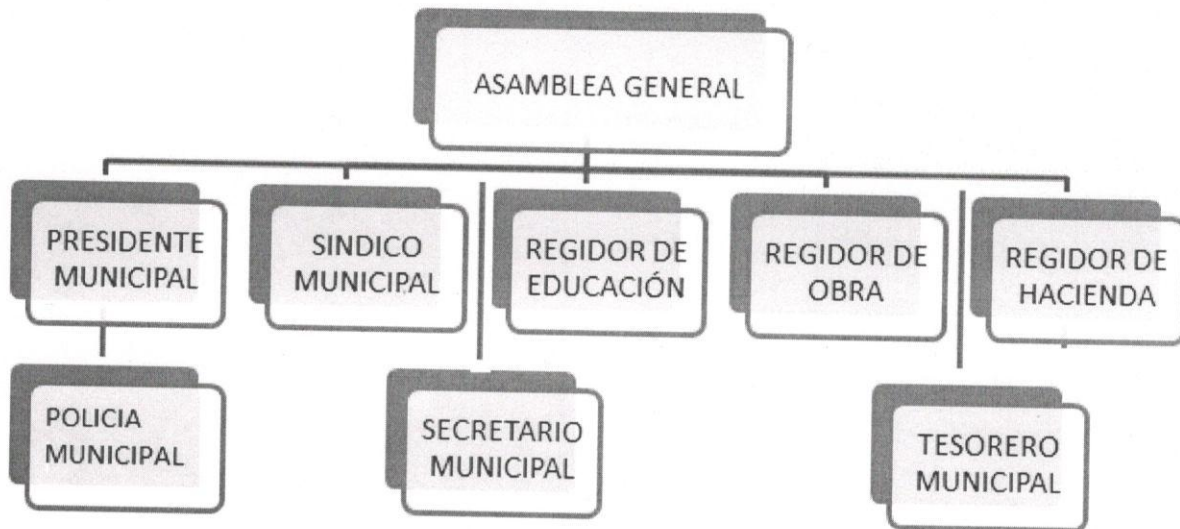 ASAMBLEA GENERAL
PRESIDENTE
MUNICIPAL
SINDICO
MUNICIPAL
REGIDOR DE
EDUCACIÓN
REGIDOR DE
OBRA
REGIDOR DE
HACIENDA
POLICIA
MUNICIPAL
SECRETARIO
MUNICIPAL
TESORERO
MUNICIPAL